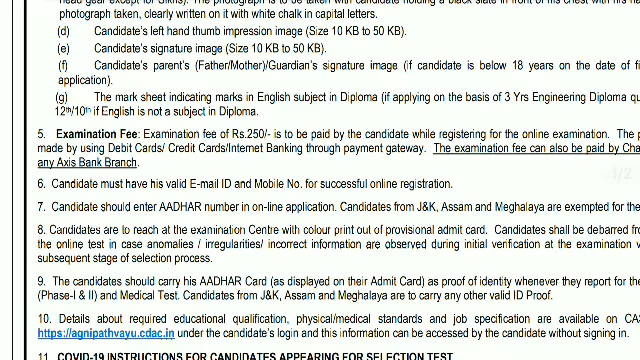 head gear except for Sikhs). The photograph is to be taken with candidate holding a black slate in front of his chest with his
photograph taken, clearly written on it with white chalk in capital letters.
(d) Candidate's left hand thumb impression image (Size 10 KB to 50 KB).
(e) Candidate's signature image (Size 10 KB to 50 KB).
(f) Candidate's parent's (Father/Mother)/Guardian's signature image (if candidate is below 18 years on the date of fi
application).
(g) The mark sheet indicating marks in English subject in Diploma (if applying on the basis of 3 Yrs Engineering Diploma qu
12th/10th if English is not a subject in Diploma.
5. Examination Fee: Examination fee of Rs.250/- is to be paid by the candidate while registering for the online examination. The p
made by using Debit Cards/ Credit Cards/Internet Banking through payment gateway. The examination fee can also be paid by Cha
any Axis Bank Branch.
1/2
6. Candidate must have his valid E-mail ID and Mobile No. for successful online registration.
7. Candidate should enter AADHAR number in on-line application. Candidates from J&K, Assam and Meghalaya are exempted for the
8. Candidates are to reach at the examination Centre with colour print out of provisional admit card. Candidates shall be debarred fro
the online test in case anomalies / irregularities/ incorrect information are observed during initial verification at the examination v
subsequent stage of selection process.
9. The candidates should carry his AADHAR Card (as displayed on their Admit Card) as proof of identity whenever they report for the
(Phase-I & II) and Medical Test. Candidates from J&K, Assam and Meghalaya are to carry any other valid ID Proof.
10. Details about required educational qualification, physical/medical standards and job specification are available on CAS
https://agnipathvayu.cdac.in under the candidate's login and this information can be accessed by the candidate without signing in.
11. COVID-19 INSTRUCTIONS FOR CANDIDATES APPEARING FOR SELECTION TEST